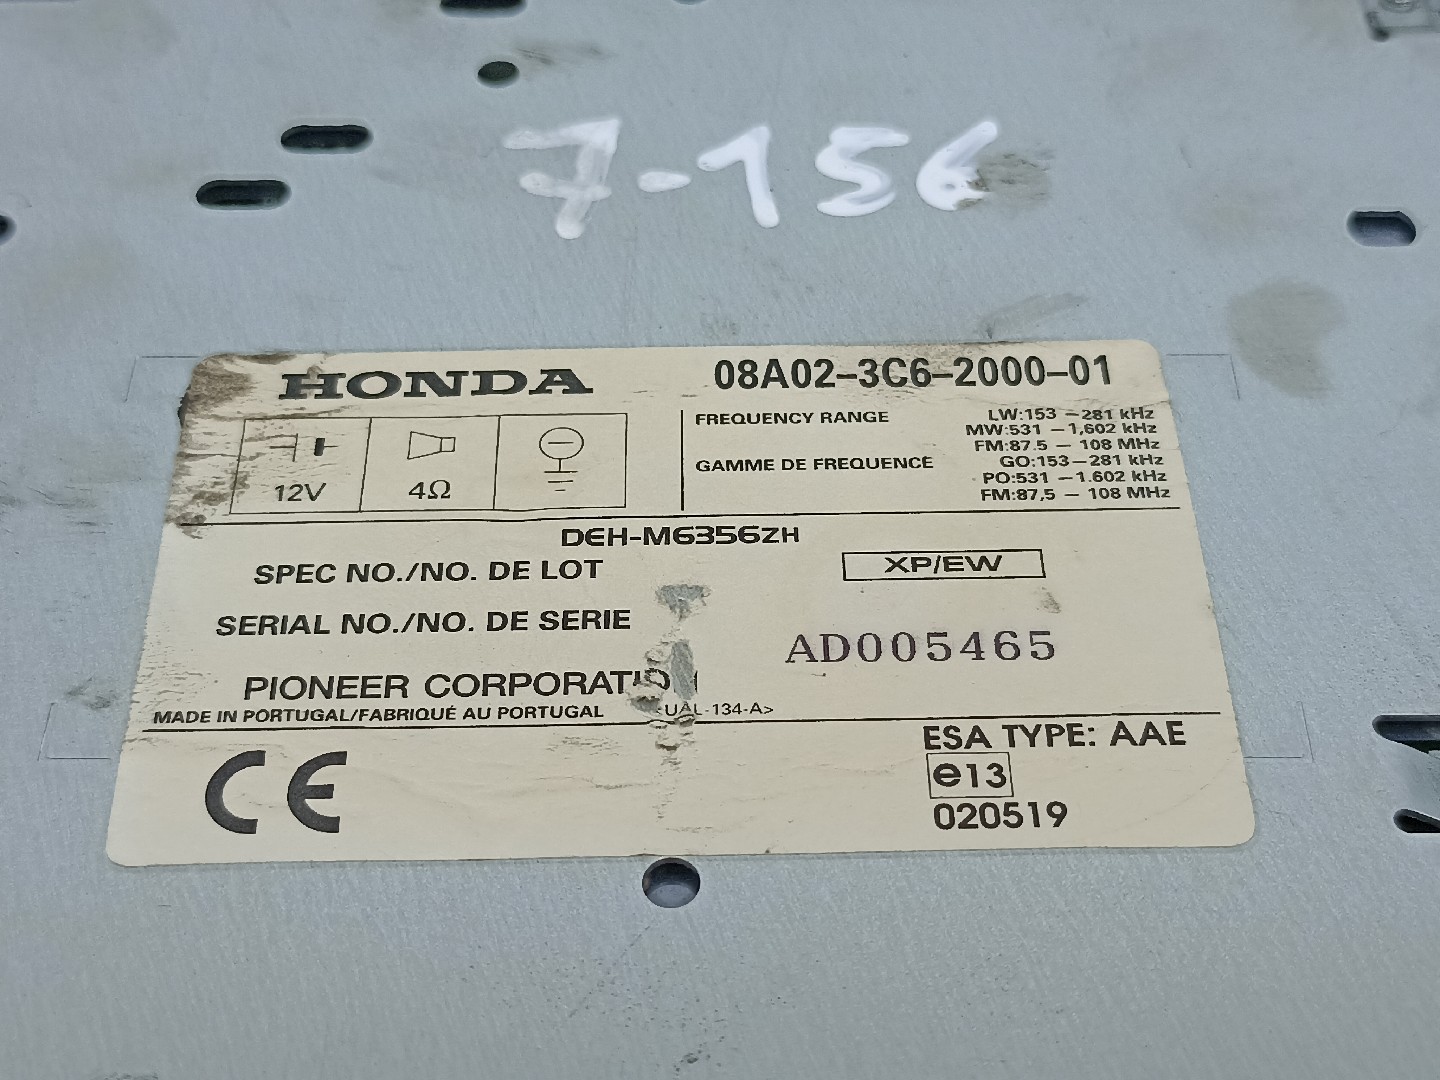 7-156
HONDA 08A02-3C6-2000-01
FREQUENCY RANGE LW:153 -281 kHz
MW:531 -1,602 kHz
FM:87.5 - 108 MHz
GAMME DE FREQUENCE GO:153-281 kHz
PO:531 -1.602 kHz
FM:87,5 - 108 MHz
12V 4Ω
DEH-M6356ZH
SPEC NO./NO. DE LOT XP/EW
SERIAL NO./NO. DE SERIE AD005465
PIONEER CORPORATION
MADE IN PORTUGAL/FABRIQUÉ AU PORTUGAL <UAL-134-A>
CE ESA TYPE: AAE
e13
020519